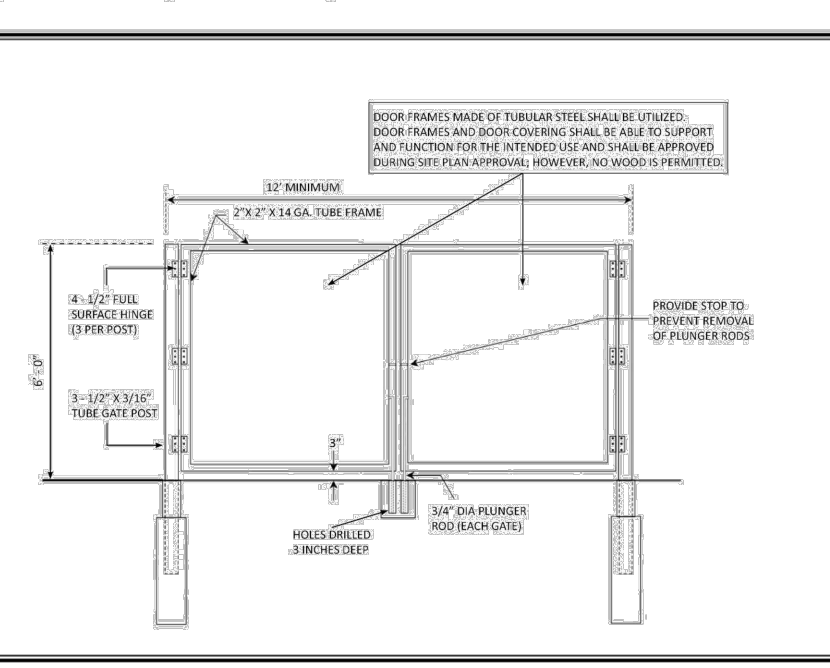 DOOR FRAMES MADE OF TUBULAR STEEL SHALL BE UTILIZED.
DOOR FRAMES AND DOOR COVERING SHALL BE ABLE TO SUPPORT
AND FUNCTION FOR THE INTENDED USE AND SHALL BE APPROVED
DURING SITE PLAN APPROVAL; HOWEVER, NO WOOD IS PERMITTED.
12' MINIMUM
2"X 2" X 14 GA. TUBE FRAME
4 - 1/2" FULL
SURFACE HINGE
(3 PER POST)
PROVIDE STOP TO
PREVENT REMOVAL
OF PLUNGER RODS
6' - 0"
3 - 1/2" X 3/16"
TUBE GATE POST
3"
3/4" DIA PLUNGER
ROD (EACH GATE)
HOLES DRILLED
3 INCHES DEEP